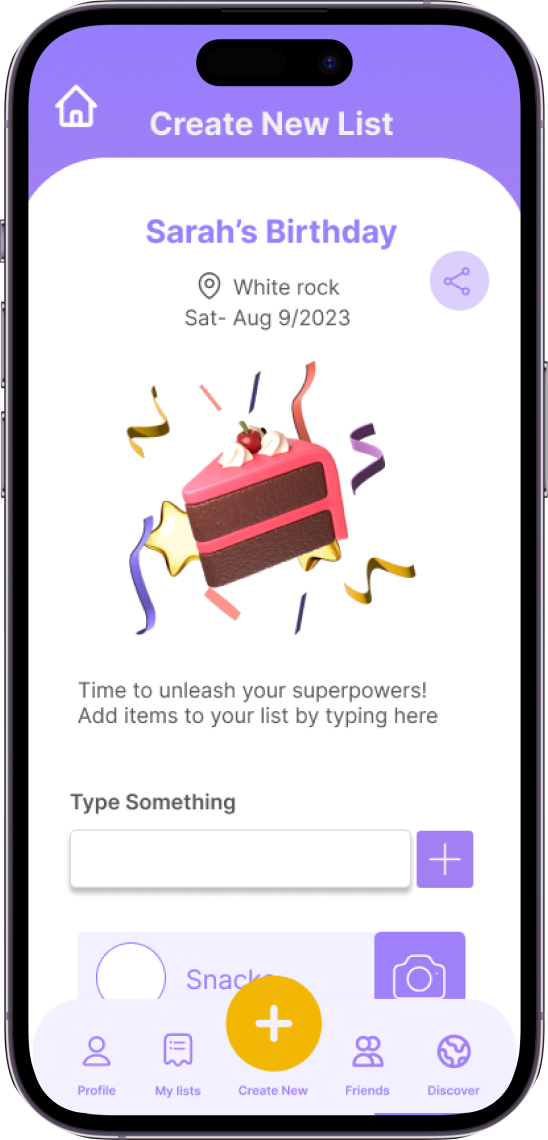 Create New List
Sarah's Birthday
White rock
Sat- Aug 9/2023
Time to unleash your superpowers!
Add items to your list by typing here
Type Something
Snacks
Profile
My lists
Create New
Friends
Discover